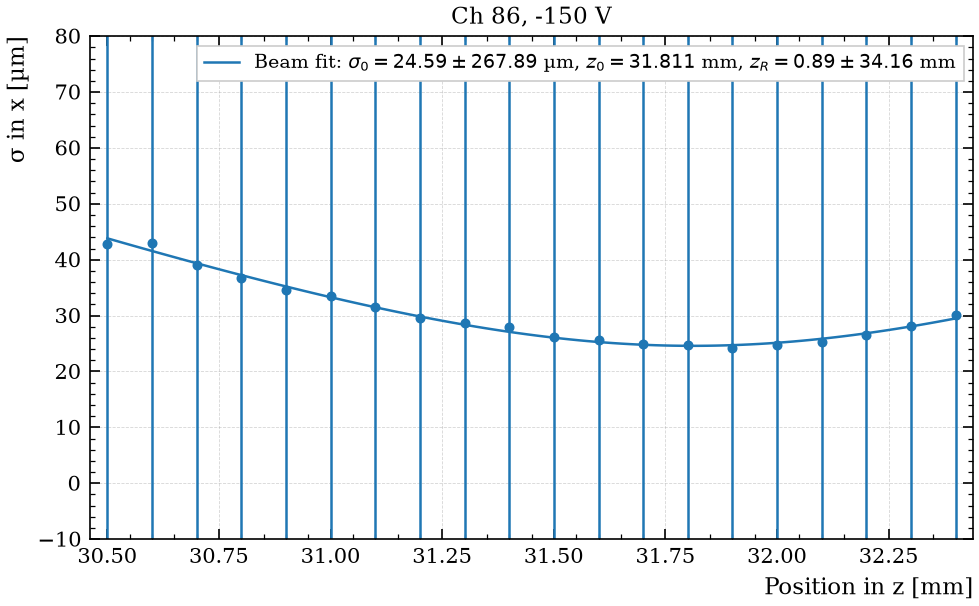 Ch 86, -150 V
σ in x [µm]
Beam fit: σ₀ = 24.59 ± 267.89 µm, z₀ = 31.811 mm, z_R = 0.89 ± 34.16 mm
80
70
60
50
40
30
20
10
0
−10
30.50 30.75 31.00 31.25 31.50 31.75 32.00 32.25
Position in z [mm]